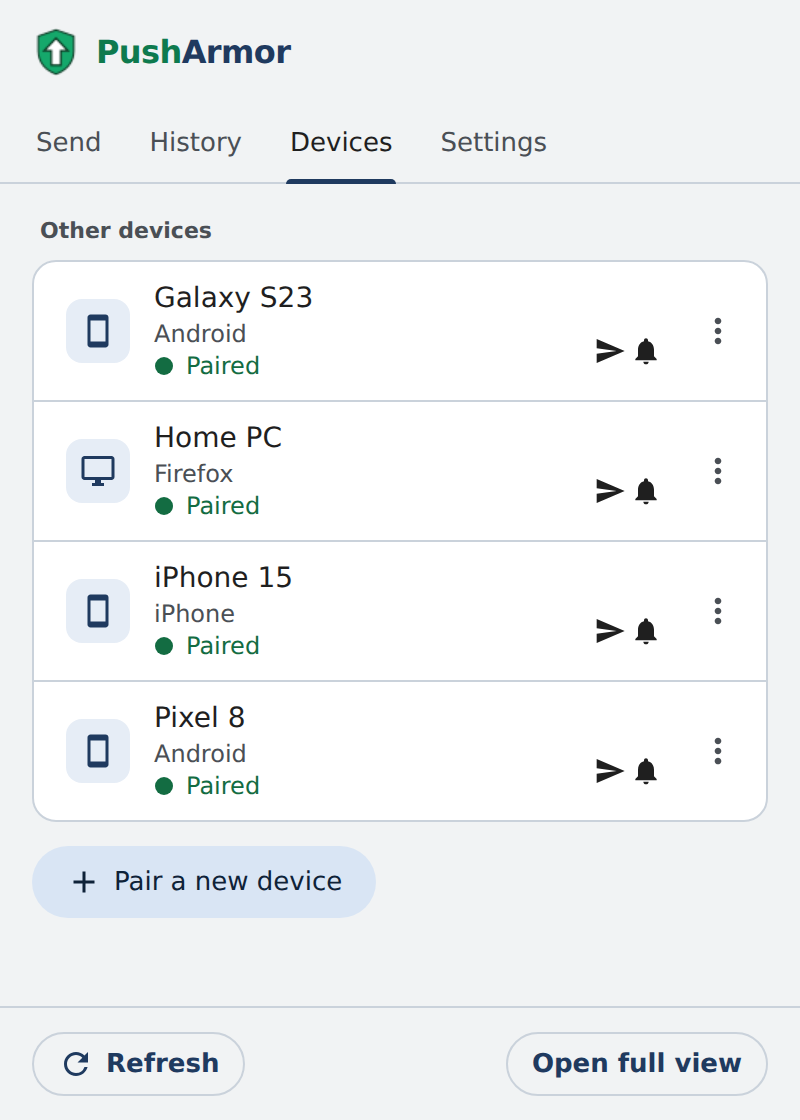 PushArmor
Send History Devices Settings
Other devices
Galaxy S23
Android
Paired
Home PC
Firefox
Paired
iPhone 15
iPhone
Paired
Pixel 8
Android
Paired
Pair a new device
Refresh Open full view